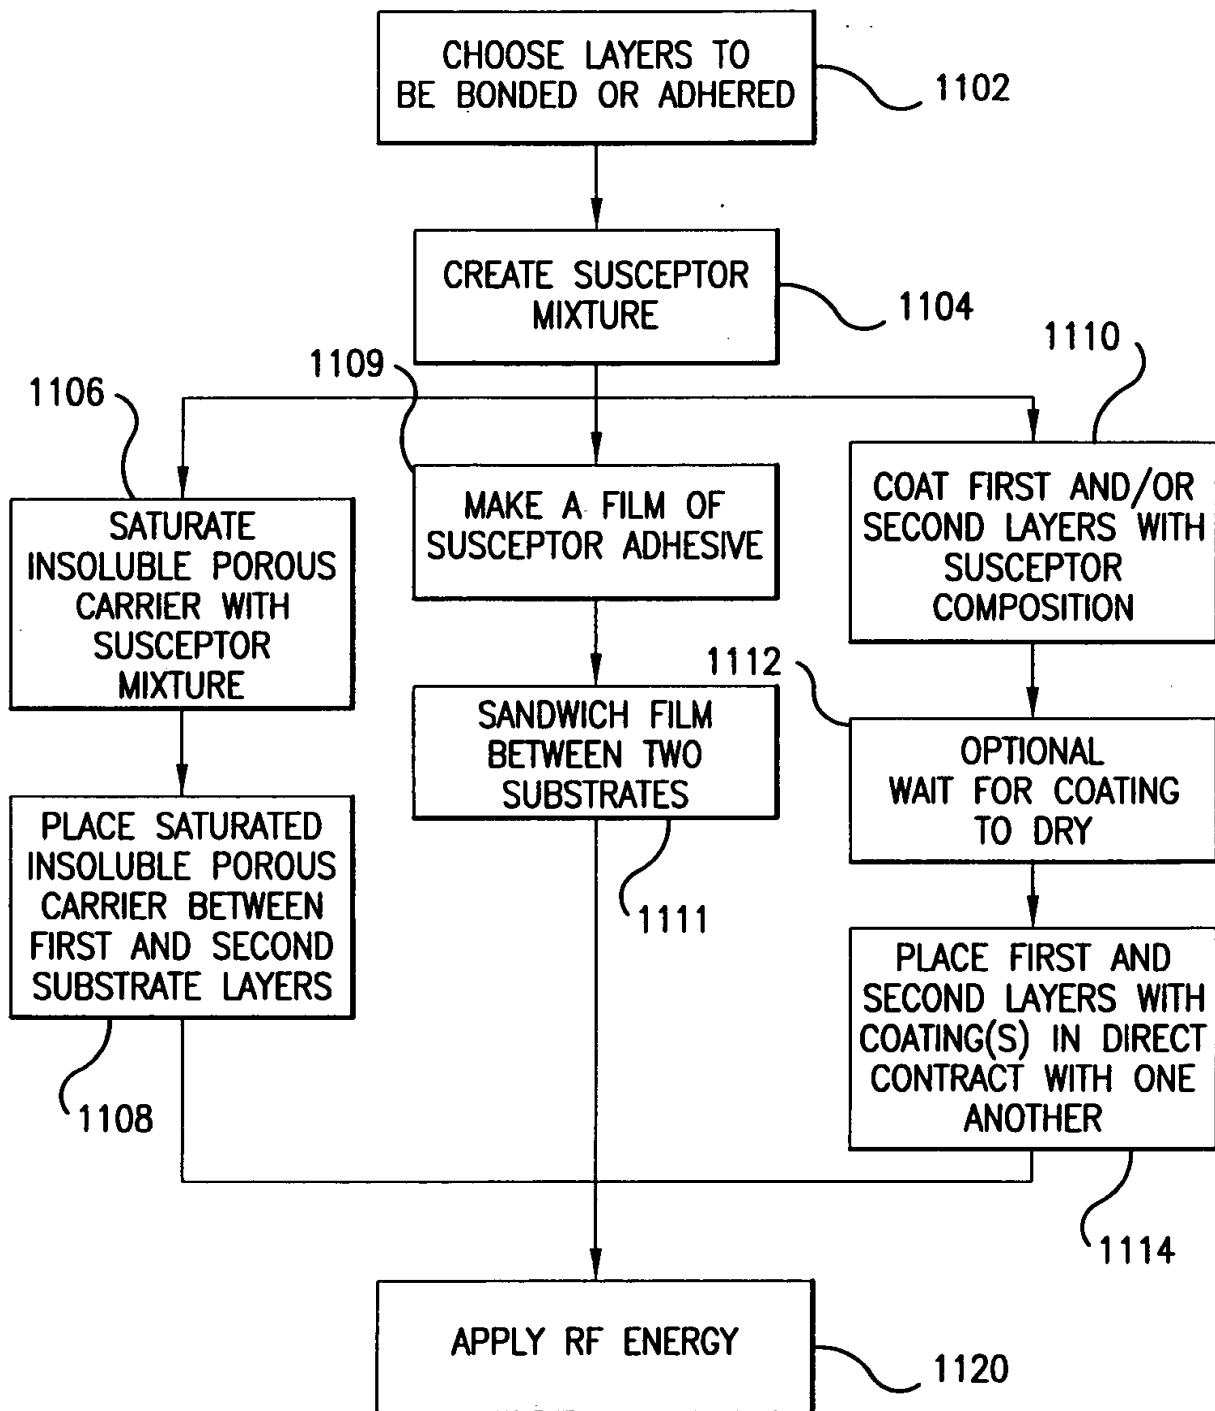 CHOOSE LAYERS TO
BE BONDED OR ADHERED
1102
CREATE SUSCEPTOR
MIXTURE
1104
1106
SATURATE
INSOLUBLE POROUS
CARRIER WITH
SUSCEPTOR
MIXTURE
PLACE SATURATED
INSOLUBLE POROUS
CARRIER BETWEEN
FIRST AND SECOND
SUBSTRATE LAYERS
1108
1109
MAKE A FILM OF
SUSCEPTOR ADHESIVE
SANDWICH FILM
BETWEEN TWO
SUBSTRATES
1111
1110
COAT FIRST AND/OR
SECOND LAYERS WITH
SUSCEPTOR
COMPOSITION
1112
OPTIONAL
WAIT FOR COATING
TO DRY
PLACE FIRST AND
SECOND LAYERS WITH
COATING(S) IN DIRECT
CONTRACT WITH ONE
ANOTHER
1114
APPLY RF ENERGY
1120